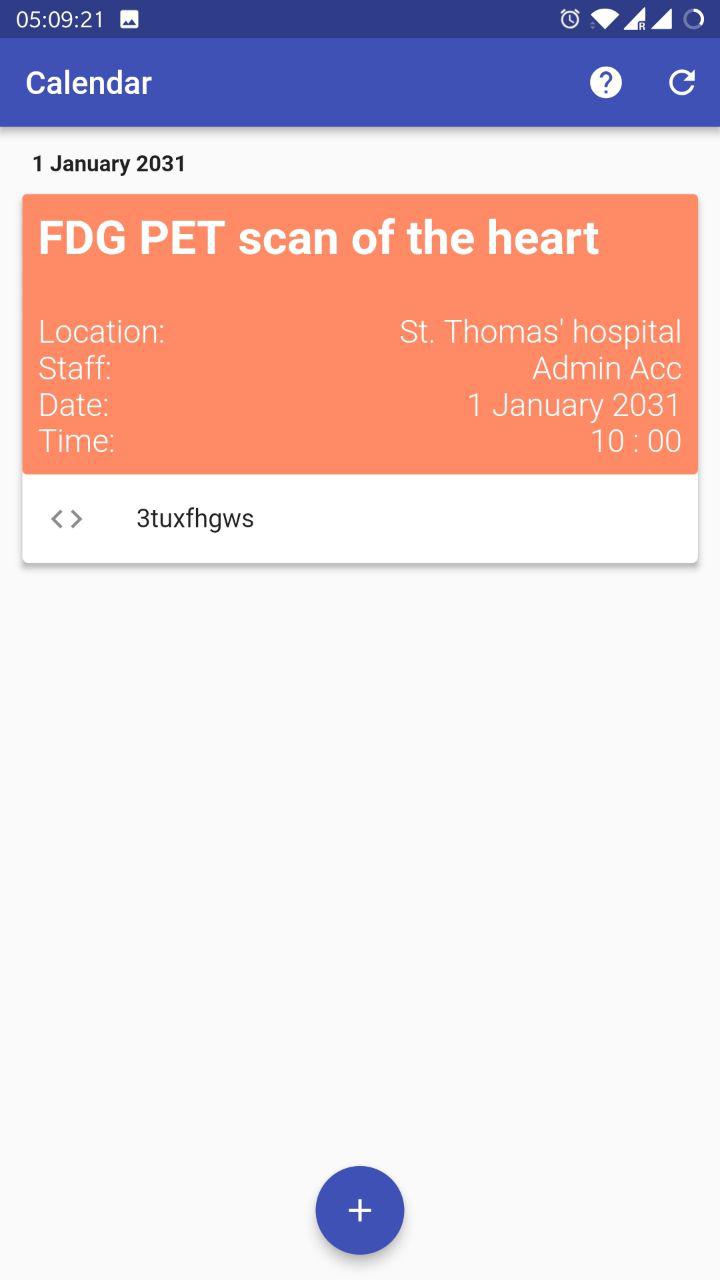 05:09:21
Calendar
1 January 2031
FDG PET scan of the heart
Location: St. Thomas' hospital
Staff: Admin Acc
Date: 1 January 2031
Time: 10 : 00
3tuxfhgws